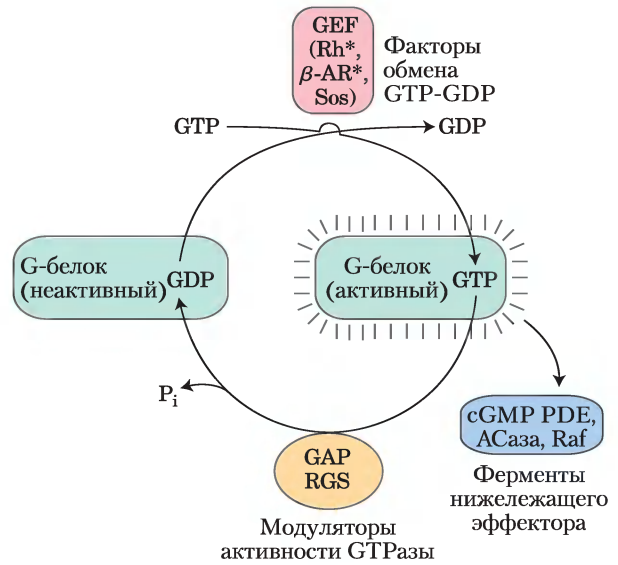 GEF
(Rh*,
β-AR*,
Sos)
Факторы
обмена
GTP-GDP
GTP
GDP
G-белок
(неактивный)
GDP
G-белок
(активный)
GTP
Pi
cGMP PDE,
АСаза, Raf
GAP
RGS
Ферменты
нижележащего
эффектора
Модуляторы
активности GTPазы